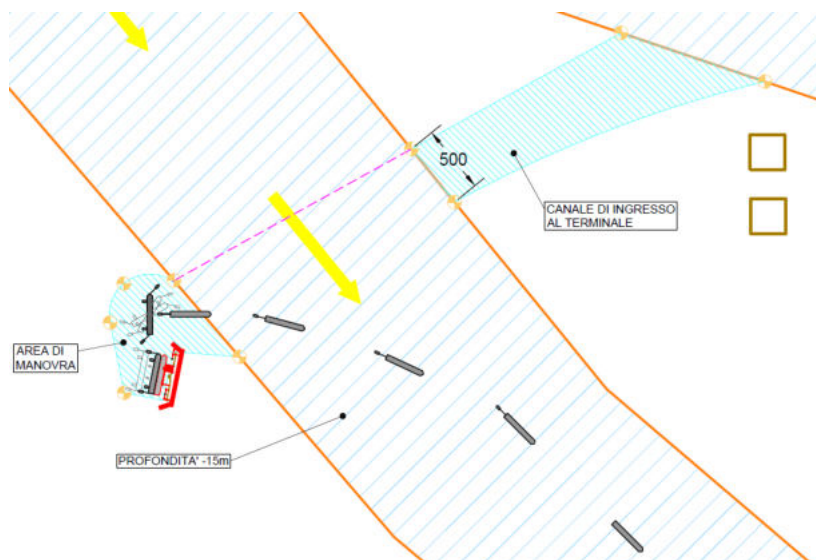 500
CANALE DI INGRESSO
AL TERMINALE
AREA DI
MANOVRA
PROFONDITA' -15m